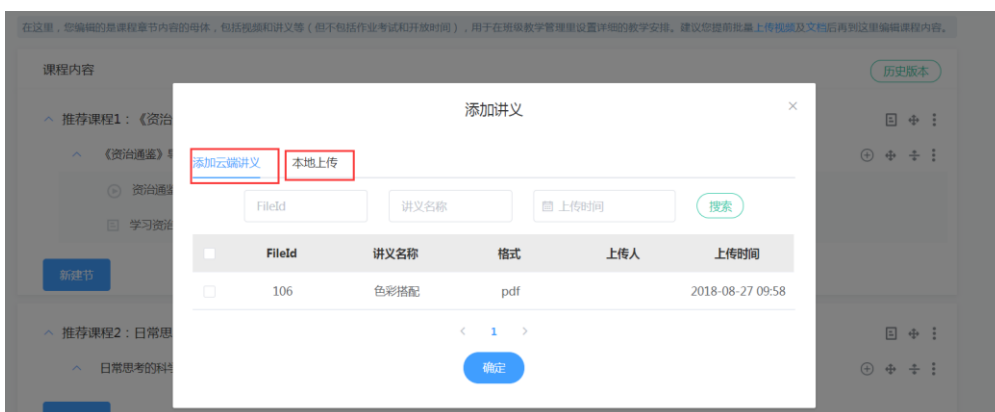 在这里，您编辑的是课程章节内容的母体，包括视频和讲义等（但不包括作业考试和开放时间），用于在班级教学管理里设置详细的教学安排。建议您提前批量上传视频及文档后再到这里编辑课程内容。
课程内容
历史版本
添加讲义
推荐课程1：《资治
《资治通鉴》
添加云端讲义 本地上传
资治通鉴
FileId 讲义名称 上传时间 搜索
学习资治
FileId 讲义名称 格式 上传人 上传时间
新建节
106 色彩搭配 pdf 2018-08-27 09:58
1
推荐课程2：日常思
日常思考的科学
确定